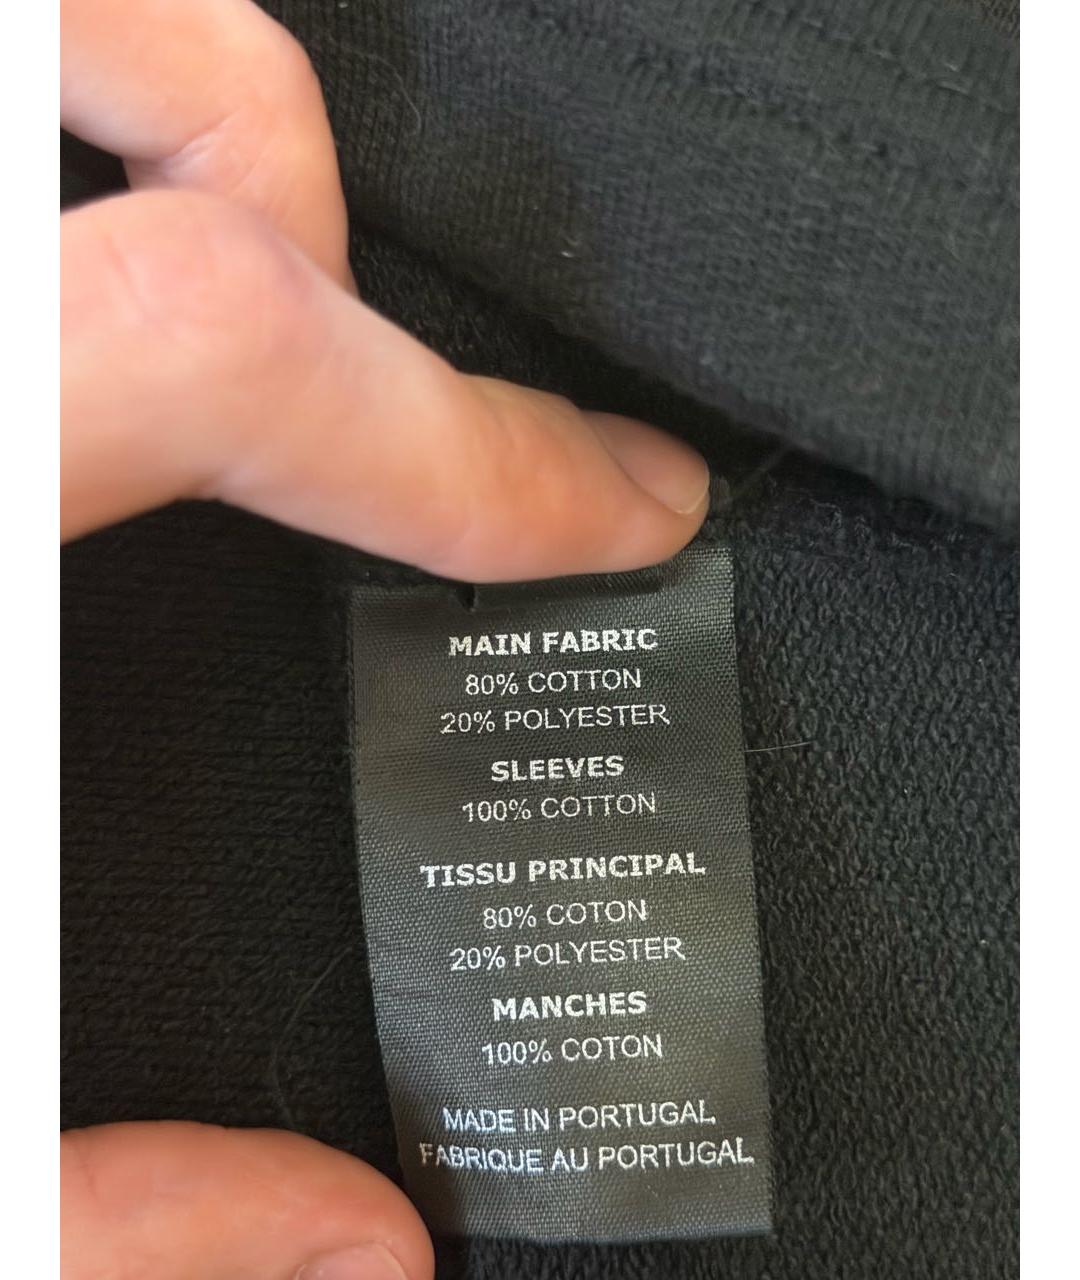 MAIN FABRIC
80% COTTON
20% POLYESTER
SLEEVES
100% COTTON
TISSU PRINCIPAL
80% COTON
20% POLYESTER
MANCHES
100% COTON
MADE IN PORTUGAL
FABRIQUE AU PORTUGAL